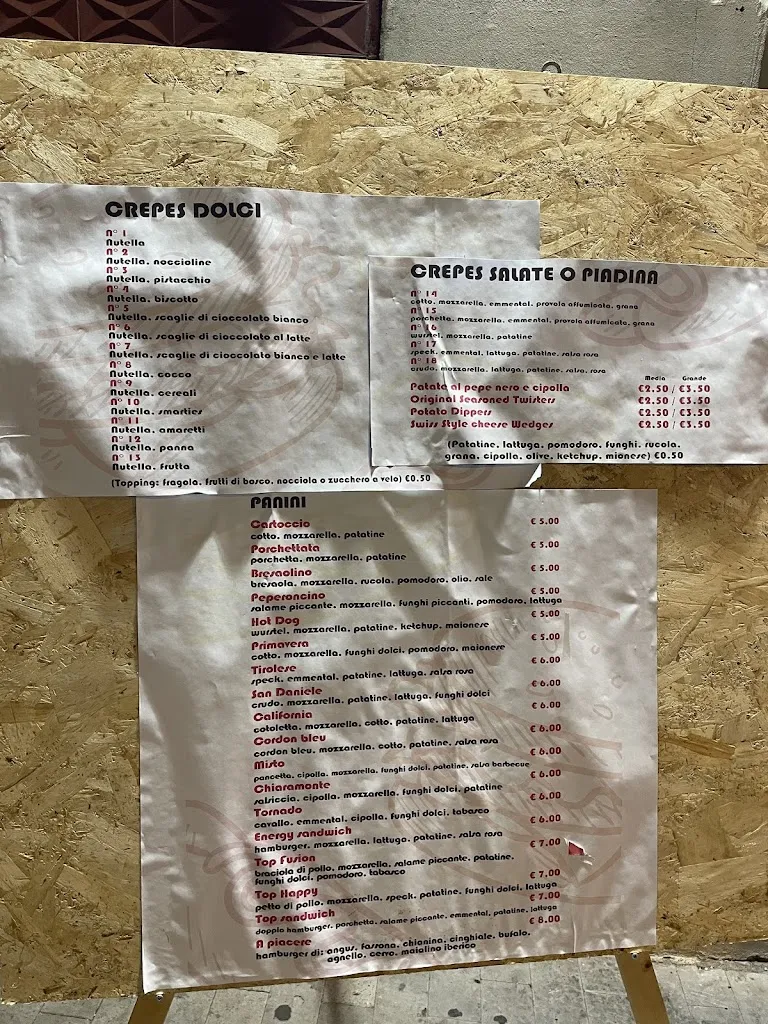 CREPES DOLCI
N° 1
Nutella
N° 2
Nutella, noccioline
N° 3
Nutella, pistacchio
N° 4
Nutella, biscotto
N° 5
Nutella, scaglie di cioccolato bianco
N° 6
Nutella, scaglie di cioccolato al latte
N° 7
Nutella, scaglie di cioccolato bianco e latte
N° 8
Nutella, cocco
N° 9
Nutella, cereali
N° 10
Nutella, smarties
N° 11
Nutella, amaretti
N° 12
Nutella, panna
N° 13
Nutella, frutta
(Topping: fragola, frutti di bosco, nocciola o zucchero a velo) €0.50
CREPES SALATE O PIADINA
N° 14
cotto, mozzarella, emmental, provola affumicata, grana
N° 15
porchetta, mozzarella, emmental, provola affumicata, grana
N° 16
wurstel, mozzarella, patatine
N° 17
speck, emmental, lattuga, patatine, salsa rosa
N° 18
crudo, mozzarella, lattuga, patatine, salsa, rosa
Media Grande
Patate al pepe nero e cipolla €2.50 / €3.50
Original Seasoned Twisters €2.50 / €3.50
Potato Dippers €2.50 / €3.50
Swiss Style cheese Wedges €2.50 / €3.50
(Patatine, lattuga, pomodoro, funghi, rucola,
grana, cipolla, olive, ketchup, mionese) €0.50
PANINI
Cartoccio € 5.00
cotto, mozzarella, patatine
Porchettata € 5.00
porchetta, mozzarella, patatine
Bresaolino € 5.00
bresaola, mozzarella, rucola, pomodoro, olio, sale
Peperoncino € 5.00
salame piccante, mozzarella, funghi piccanti, pomodoro, lattuga
Hot Dog € 5.00
wurstel, mozzarella, patatine, ketchup, maionese
Primavera € 5.00
cotto, mozzarella, funghi dolci, pomodoro, maionese
Tirolese € 6.00
speck, emmental, patatine, lattuga, salsa rosa
San Daniele € 6.00
crudo, mozzarella, patatine, lattuga, funghi dolci
California € 6.00
cotoletta, mozzarella, cotto, patatine, lattuga
Cordon bleu € 6.00
cordon bleu, mozzarella, cotto, patatine, salsa rosa
Misto € 6.00
pancetta, cipolla, mozzarella, funghi dolci, patatine, salsa barbecue
Chiaramonte € 6.00
salsiccia, cipolla, mozzarella, funghi dolci, patatine
Tornado € 6.00
cavallo, emmental, cipolla, funghi dolci, tabasco
Energy sandwich € 6.00
hamburger, mozzarella, lattuga, patatine, salsa rosa
Top Fusion € 7.00
braciola di pollo, mozzarella, salame piccante, patatine,
funghi dolci, pomodoro, tabasco
Top Happy € 7,00
petto di pollo, mozzarella, speck, patatine, funghi dolci, lattuga
Top sandwich € 7.00
doppio hamburger, porchetta, salame piccante, emmental, patatine, lattuga
A piacere € 8.00
hamburger di: angus, fassona, chianina, cinghiale, bufalo,
agnello, cervo, maialino iberico